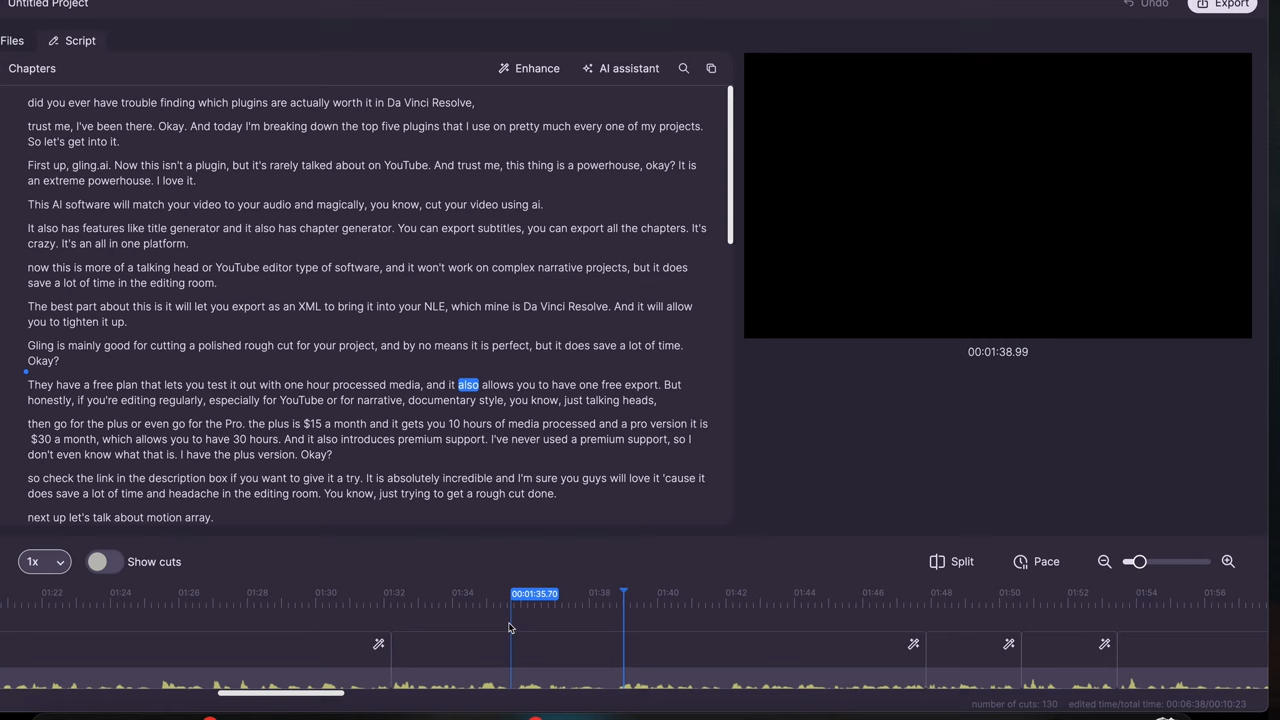 Untitled Project
Undo
Export
Files
Script
Chapters
Enhance
AI assistant
did you ever have trouble finding which plugins are actually worth it in Da Vinci Resolve,
trust me, I've been there. Okay. And today I'm breaking down the top five plugins that I use on pretty much every one of my projects.
So let's get into it.
First up, gling.ai. Now this isn't a plugin, but it's rarely talked about on YouTube. And trust me, this thing is a powerhouse, okay? It is
an extreme powerhouse. I love it.
This AI software will match your video to your audio and magically, you know, cut your video using ai.
It also has features like title generator and it also has chapter generator. You can export subtitles, you can export all the chapters. It's
crazy. It's an all in one platform.
now this is more of a talking head or YouTube editor type of software, and it won't work on complex narrative projects, but it does
save a lot of time in the editing room.
The best part about this is it will let you export as an XML to bring it into your NLE, which mine is Da Vinci Resolve. And it will allow
you to tighten it up.
Gling is mainly good for cutting a polished rough cut for your project, and by no means it is perfect, but it does save a lot of time.
Okay?
They have a free plan that lets you test it out with one hour processed media, and it also allows you to have one free export. But
honestly, if you're editing regularly, especially for YouTube or for narrative, documentary style, you know, just talking heads,
then go for the plus or even go for the Pro. the plus is $15 a month and it gets you 10 hours of media processed and a pro version it is
$30 a month, which allows you to have 30 hours. And it also introduces premium support. I've never used a premium support, so I
don't even know what that is. I have the plus version. Okay?
so check the link in the description box if you want to give it a try. It is absolutely incredible and I'm sure you guys will love it 'cause it
does save a lot of time and headache in the editing room. You know, just trying to get a rough cut done.
next up let's talk about motion array.
00:01:38.99
1x
Show cuts
Split
Pace
01:22 01:24 01:26 01:28 01:30 01:32 01:34 00:01:35.70 01:38 01:40 01:42 01:44 01:46 01:48 01:50 01:52 01:54 01:56
number of cuts: 130 edited time/total time: 00:06:38/00:10:23